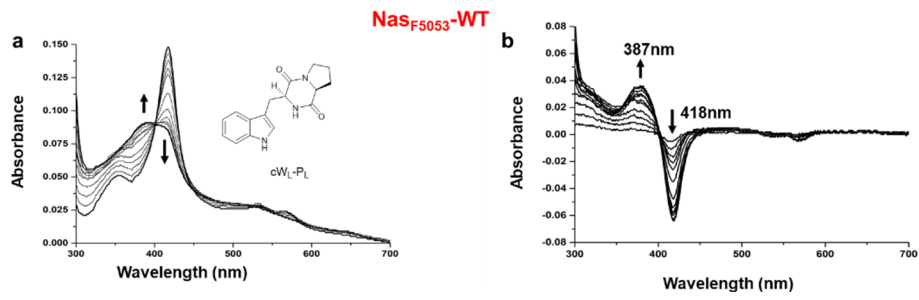 NasF5053-WT
a
b
0.150
0.125
0.100
0.075
0.050
0.025
0.000
300
400
500
600
700
Absorbance
Wavelength (nm)
H
O
N
NH
O
N
H
cWL-PL
0.08
0.06
0.04
0.02
0.00
-0.02
-0.04
-0.06
-0.08
300
400
500
600
700
Absorbance
Wavelength (nm)
387nm
418nm